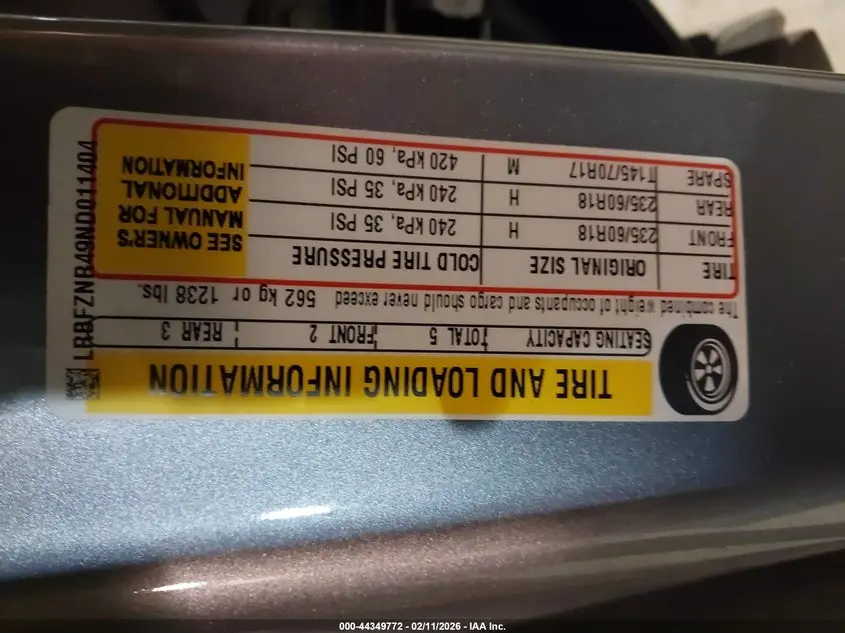 TIRE AND LOADING INFORMATION
SEATING CAPACITY TOTAL 5 FRONT 2 REAR 3
The combined weight of occupants and cargo should never exceed 562 kg or 1238 lbs.
TIRE ORIGINAL SIZE COLD TIRE PRESSURE
FRONT 235/60R18 H 240 kPa, 35 PSI
REAR 235/60R18 H 240 kPa, 35 PSI
SPARE T145/70R17 M 420 kPa, 60 PSI
SEE OWNER'S
MANUAL FOR
ADDITIONAL
INFORMATION
LRBFZNR49ND011404
000-44349772 - 02/11/2026 - IAA Inc.